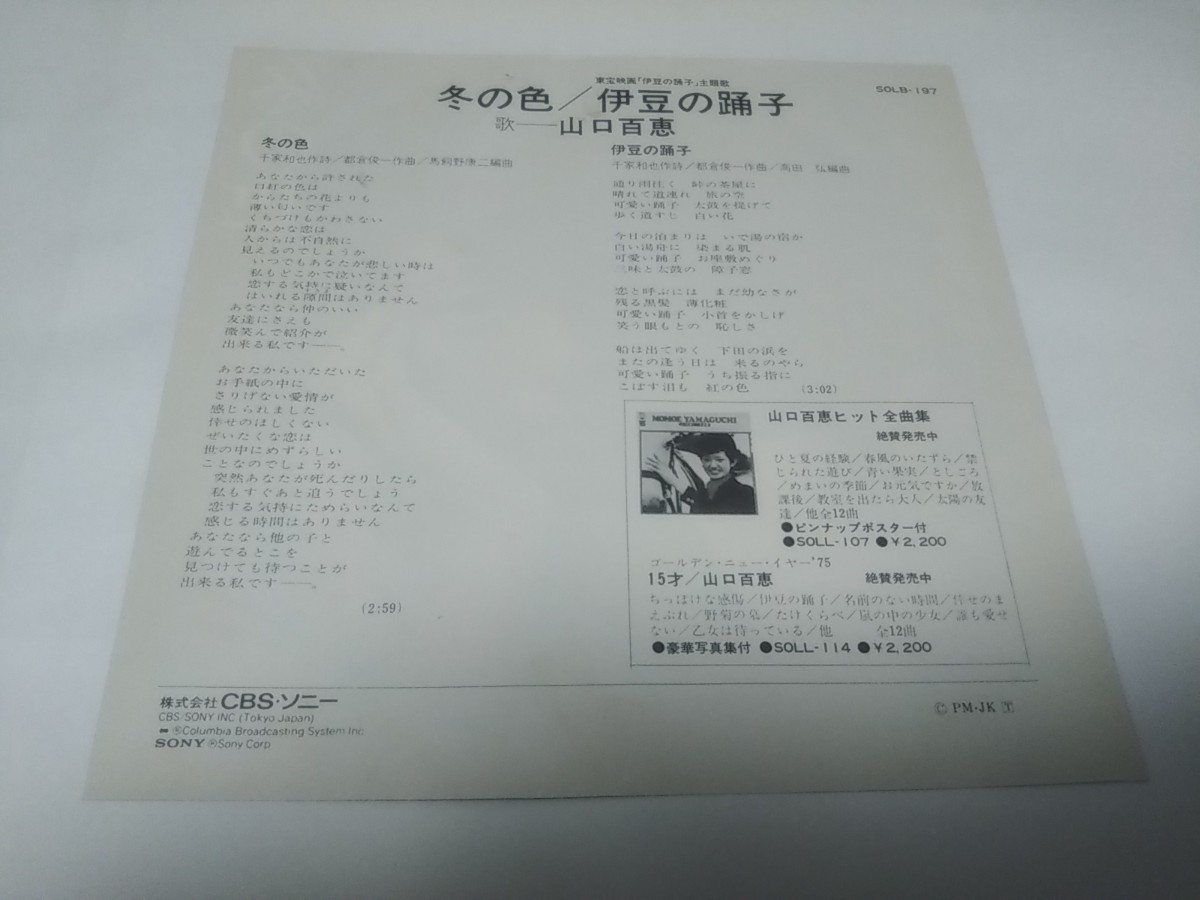 東宝映画「伊豆の踊子」主題歌
SOLB-197
冬の色／伊豆の踊子
歌──山口百恵
冬の色
千家和也作詩／都倉俊一作曲／馬飼野康二編曲
あなたから許された
口紅の色は
からたちの花よりも
薄い匂いです
くちづけもかわさない
清らかな恋は
人からは不自然に
見えるのでしょうか
いつでもあなたが悲しい時は
私もどこかで泣いてます
恋する気持に疑いなんて
はいれる隙間はありません
あなたなら仲のいい
友達にさえも
微笑んで紹介が
出来る私です──。
あなたからいただいた
お手紙の中に
さりげない愛情が
感じられました
倖せのほしくない
ぜいたくな恋は
世の中にめずらしい
ことなのでしょうか
突然あなたが死んだりしたら
私もすぐあと追うでしょう
恋する気持にためらいなんて
感じる時間はありません
あなたなら他の子と
遊んでるとこを
見つけても待つことが
出来る私です──。
(2:59)
伊豆の踊子
千家和也作詩／都倉俊一作曲／高田　弘編曲
通り雨往く　峠の茶屋に
晴れて道連れ　旅の空
可愛い踊子　太鼓を提げて
歩く道すじ　白い花
今日の泊まりは　いで湯の宿か
白い湯舟に　染まる肌
可愛い踊子　お座敷めぐり
三味と太鼓の　障子窓
恋と呼ぶには　まだ幼なさが
残る黒髪　薄化粧
可愛い踊子　小首をかしげ
笑う眼もとの　恥しさ
船は出てゆく　下田の浜を
またの逢う日は　来るのやら
可愛い踊子　うち振る指に
こぼす泪も　紅の色　(3:02)
MOMOE YAMAGUCHI
山口百恵ヒット全曲集
絶賛発売中
ひと夏の経験／春風のいたずら／禁
じられた遊び／青い果実／としごろ
／めまいの季節／お元気ですか／放
課後／教室を出たら大人／太陽の友
達／他全12曲
●ピンナップポスター付
●SOLL-107 ●¥2,200
ゴールデン・ニュー・イヤー'75
15才／山口百恵　絶賛発売中
ちっぽけな感傷／伊豆の踊子／名前のない時間／倖せのま
えぶれ／野菊の墓／たけくらべ／嵐の中の少女／誰も愛せ
ない／乙女は待っている／他　全12曲
●豪華写真集付 ●SOLL-114 ●¥2,200
株式会社 CBS・ソニー
CBS/SONY INC (Tokyo Japan)
ⓈColumbia Broadcasting System Inc
SONY ⓇSony Corp
Ⓒ PM・JK